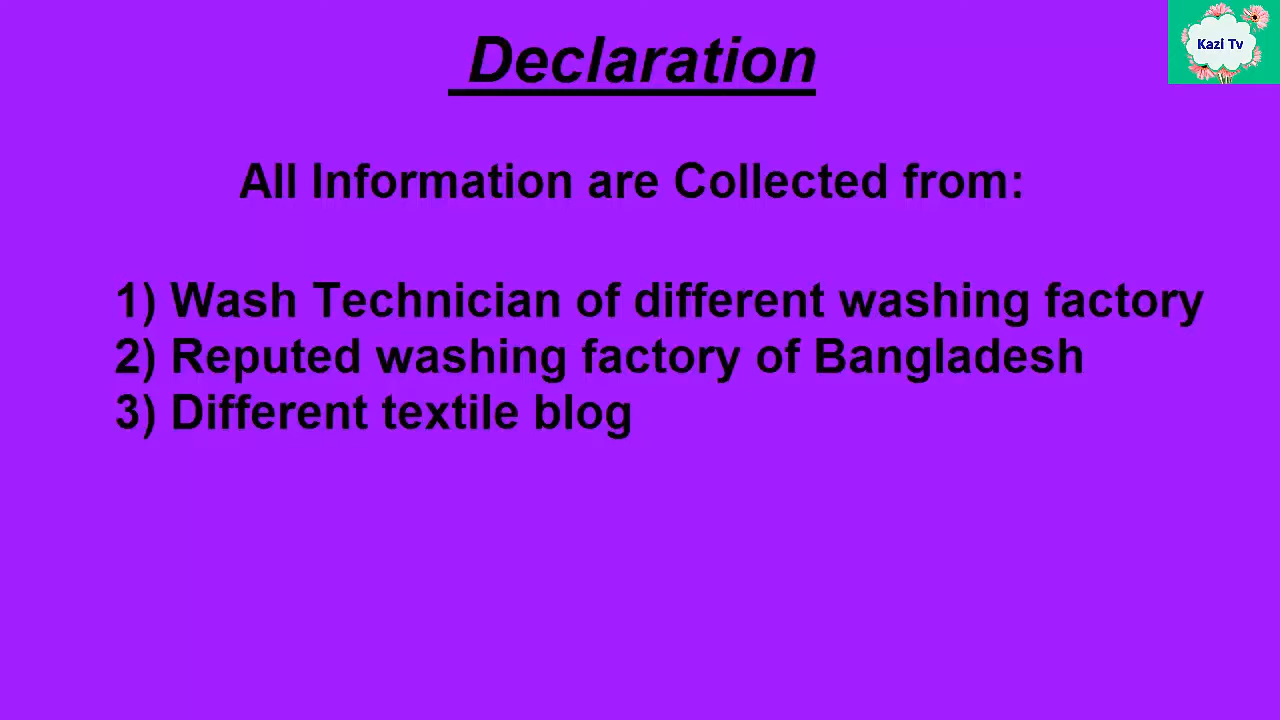 Declaration
Kazi Tv
All Information are Collected from:
1) Wash Technician of different washing factory
2) Reputed washing factory of Bangladesh
3) Different textile blog